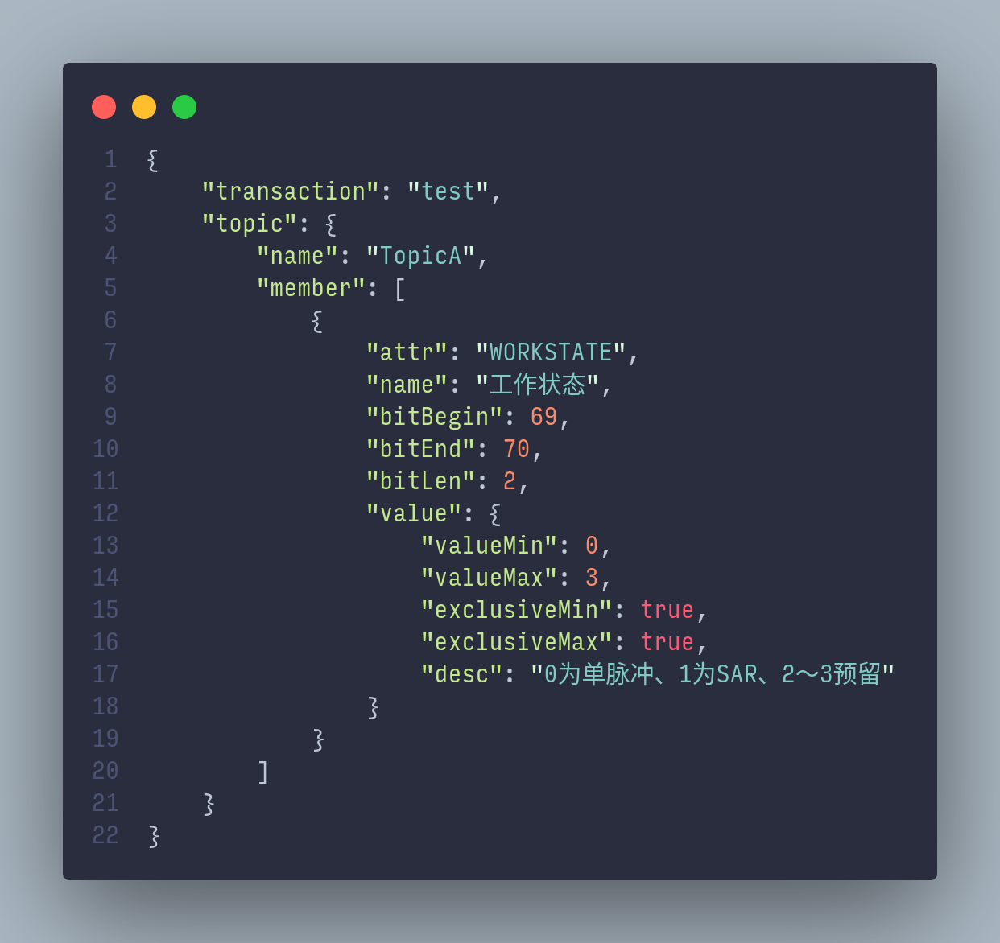 1 {
2     "transaction": "test",
3     "topic": {
4         "name": "TopicA",
5         "member": [
6             {
7                 "attr": "WORKSTATE",
8                 "name": "工作状态",
9                 "bitBegin": 69,
10                 "bitEnd": 70,
11                 "bitLen": 2,
12                 "value": {
13                     "valueMin": 0,
14                     "valueMax": 3,
15                     "exclusiveMin": true,
16                     "exclusiveMax": true,
17                     "desc": "0为单脉冲、1为SAR、2～3预留"
18                 }
19             }
20         ]
21     }
22 }